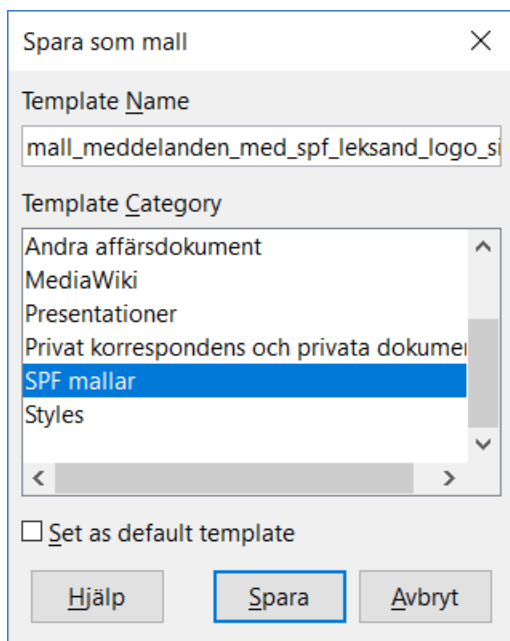 Spara som mall
Template Name
mall_meddelanden_med_spf_leksand_logo_si
Template Category
Andra affärsdokument
MediaWiki
Presentationer
Privat korrespondens och privata dokume
SPF mallar
Styles
Set as default template
Hjälp
Spara
Avbryt